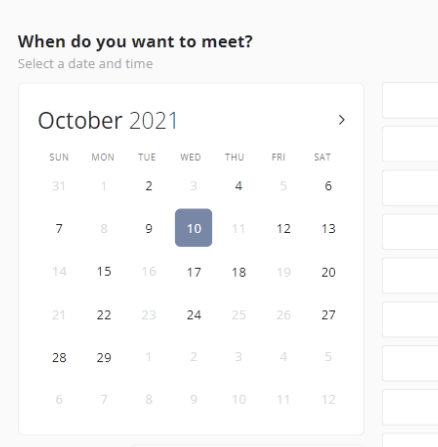 When do you want to meet?
Select a date and time
October 2021
SUN MON TUE WED THU FRI SAT
31 1 2 3 4 5 6
7 8 9 10 11 12 13
14 15 16 17 18 19 20
21 22 23 24 25 26 27
28 29 1 2 3 4 5
6 7 8 9 10 11 12